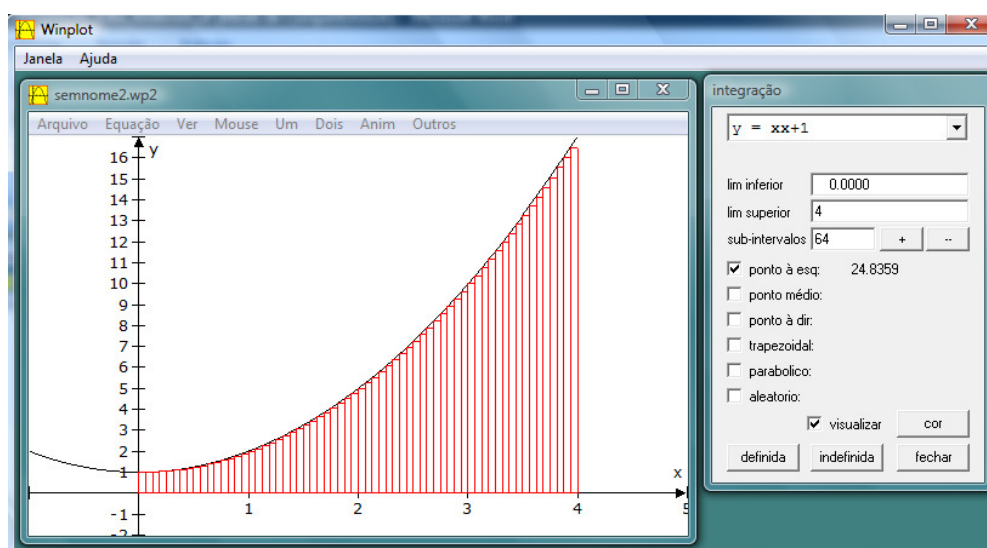 Winplot
Janela Ajuda
semnome2.wp2
Arquivo Equação Ver Mouse Um Dois Anim Outros
y
16
15
14
13
12
11
10
9
8
7
6
5
4
3
2
1
-1
-2
1 2 3 4 5
x
integração
y = xx+1
lim inferior 0.0000
lim superior 4
sub-intervalos 64 + --
ponto à esq: 24.8359
ponto médio:
ponto à dir:
trapezoidal:
parabolico:
aleatorio:
visualizar cor
definida indefinida fechar